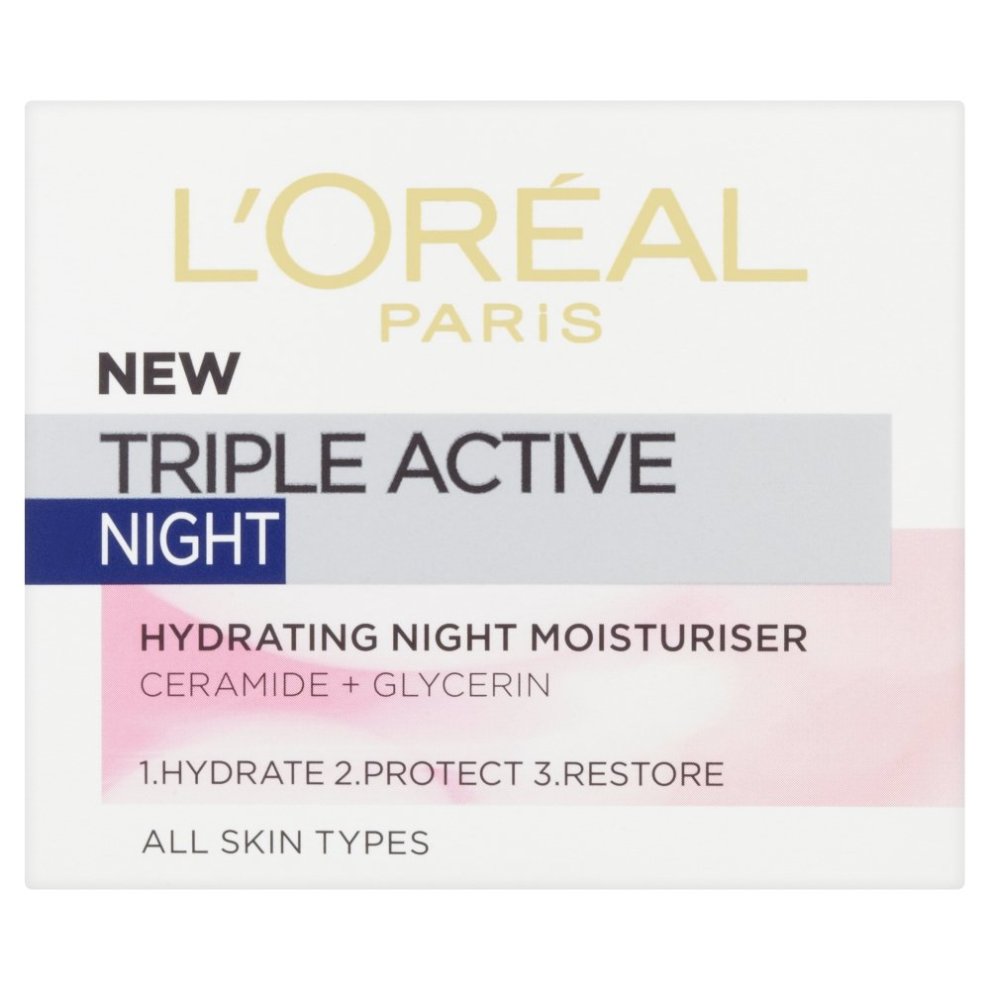 L'ORÉAL
PARiS
NEW
TRIPLE ACTIVE
NIGHT
HYDRATING NIGHT MOISTURISER
CERAMIDE + GLYCERIN
1.HYDRATE 2.PROTECT 3.RESTORE
ALL SKIN TYPES